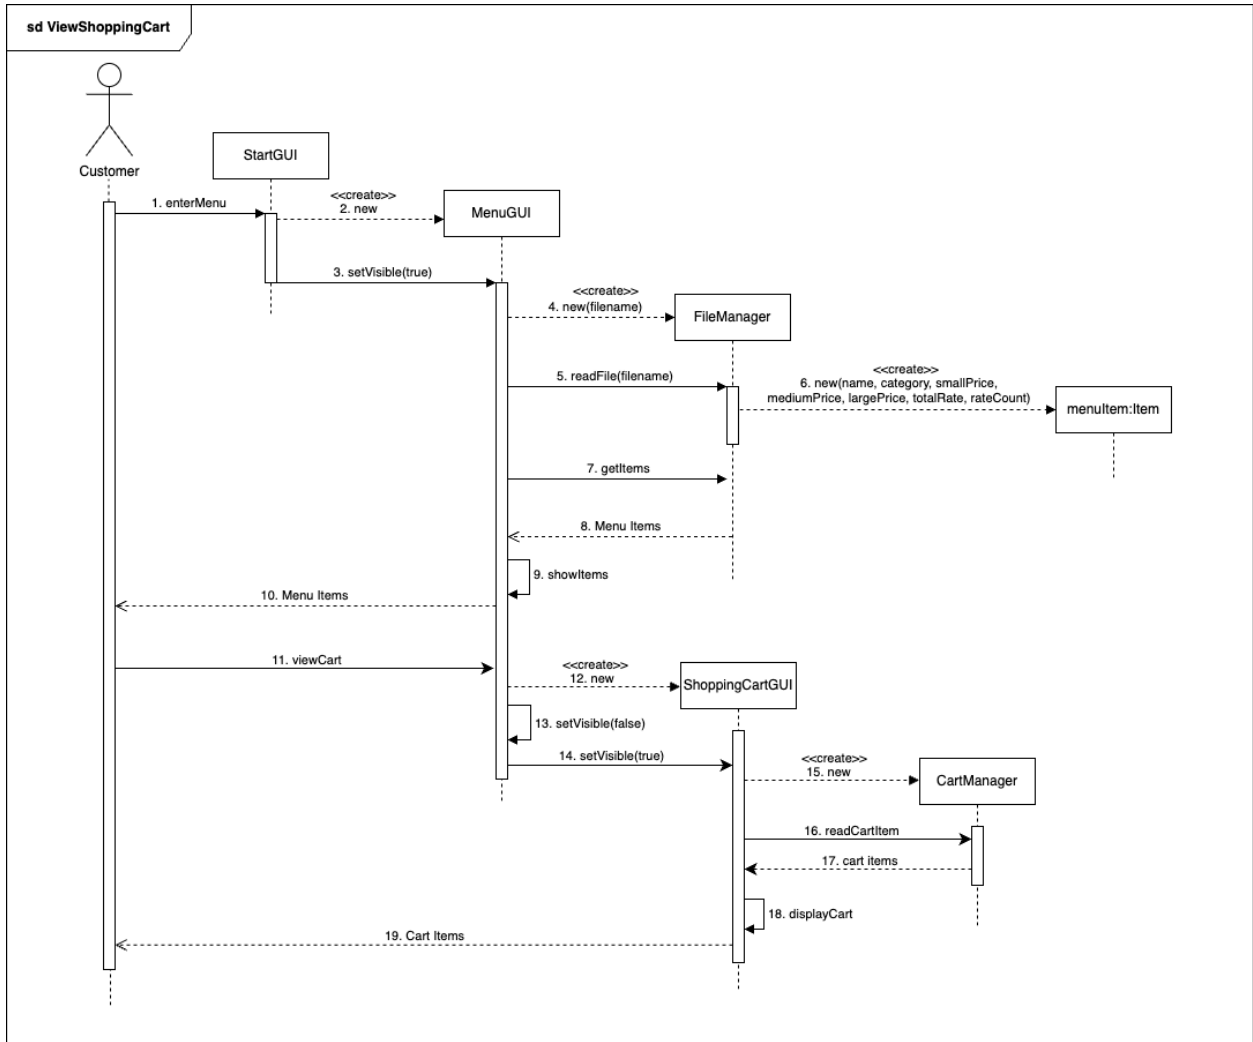 sd ViewShoppingCart
Customer
StartGUI
1. enterMenu
<<create>>
2. new
MenuGUI
3. setVisible(true)
<<create>>
4. new(filename)
FileManager
5. readFile(filename)
<<create>>
6. new(name, category, smallPrice,
mediumPrice, largePrice, totalRate, rateCount)
menuItem:Item
7. getItems
8. Menu Items
9. showItems
10. Menu Items
11. viewCart
<<create>>
12. new
ShoppingCartGUI
13. setVisible(false)
14. setVisible(true)
<<create>>
15. new
CartManager
16. readCartItem
17. cart items
18. displayCart
19. Cart Items